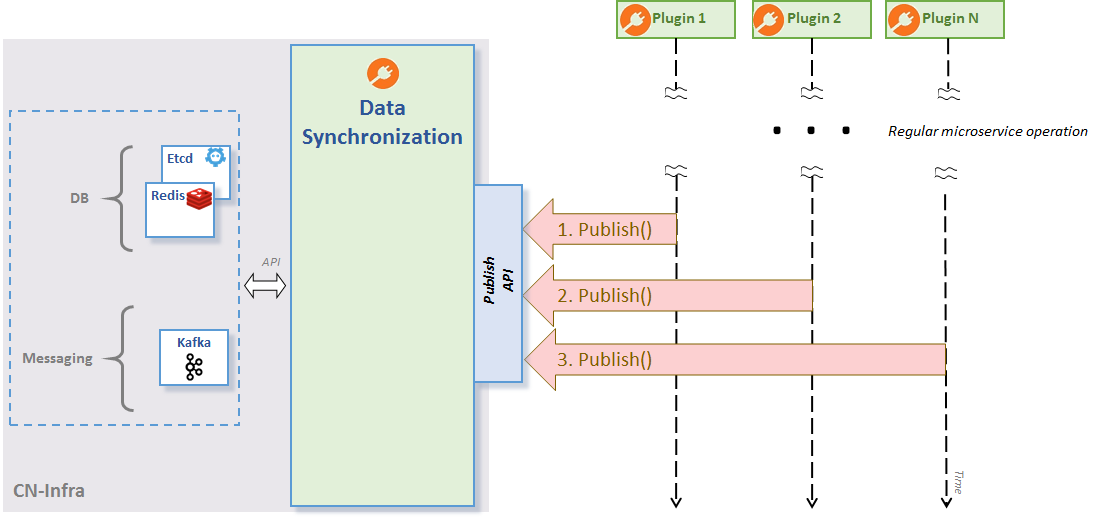 Plugin 1
Plugin 2
Plugin N
Data
Synchronization
Regular microservice operation
Etcd
DB
Redis
1. Publish()
API
Publish
API
2. Publish()
Messaging
Kafka
3. Publish()
Time
CN-Infra